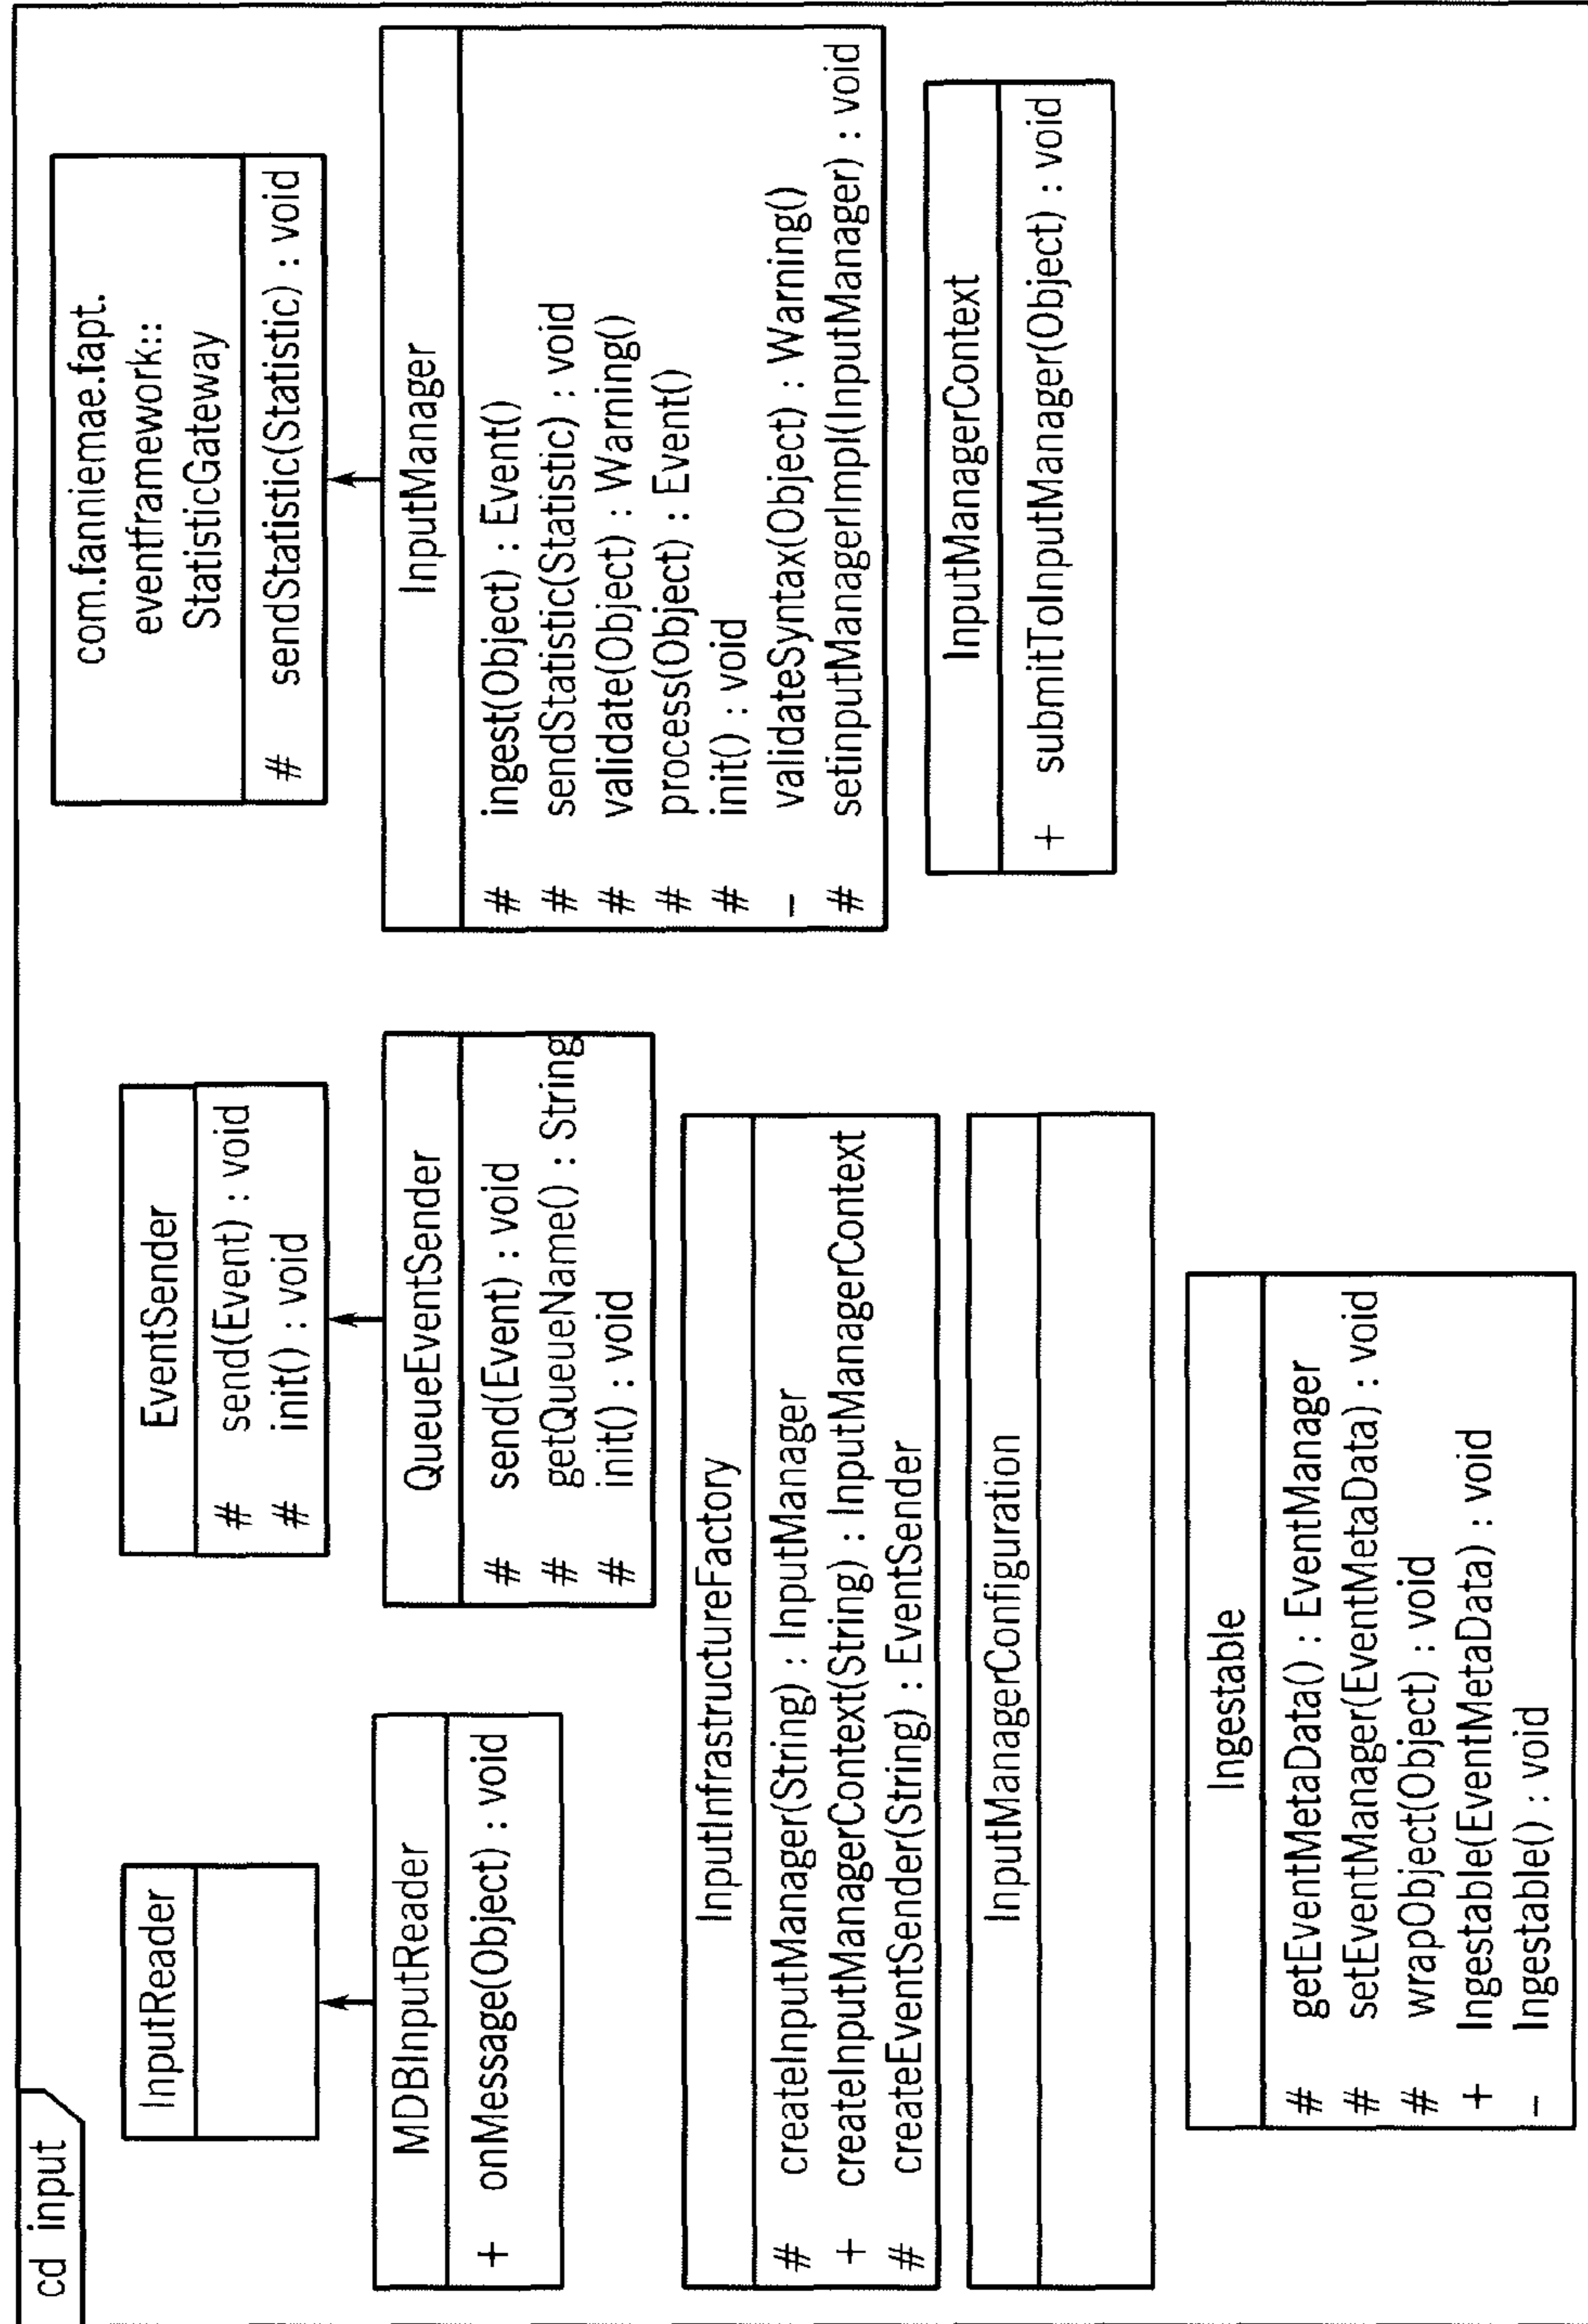 cd input
InputReader
MDBInputReader
+ onMessage(Object) : void
EventSender
# send(Event) : void
# init() : void
QueueEventSender
# send(Event) : void
# getQueueName() : String
# init() : void
com.fanniemae.fapt.
eventframework::
StatisticGateway
# sendStatistic(Statistic) : void
InputManager
# ingest(Object) : Event()
# sendStatistic(Statistic) : void
# validate(Object) : Warning()
# process(Object) : Event()
# init() : void
- validateSyntax(Object) : Warning()
# setinputManagerImpl(InputManager) : void
InputInfrastructureFactory
# createInputManager(String) : InputManager
+ createInputManagerContext(String) : InputManagerContext
# createEventSender(String) : EventSender
InputManagerContext
+ submitToInputManager(Object) : void
InputManagerConfiguration
Ingestable
# getEventMetaData() : EventManager
# setEventManager(EventMetaData) : void
# wrapObject(Object) : void
+ Ingestable(EventMetaData) : void
- Ingestable() : void